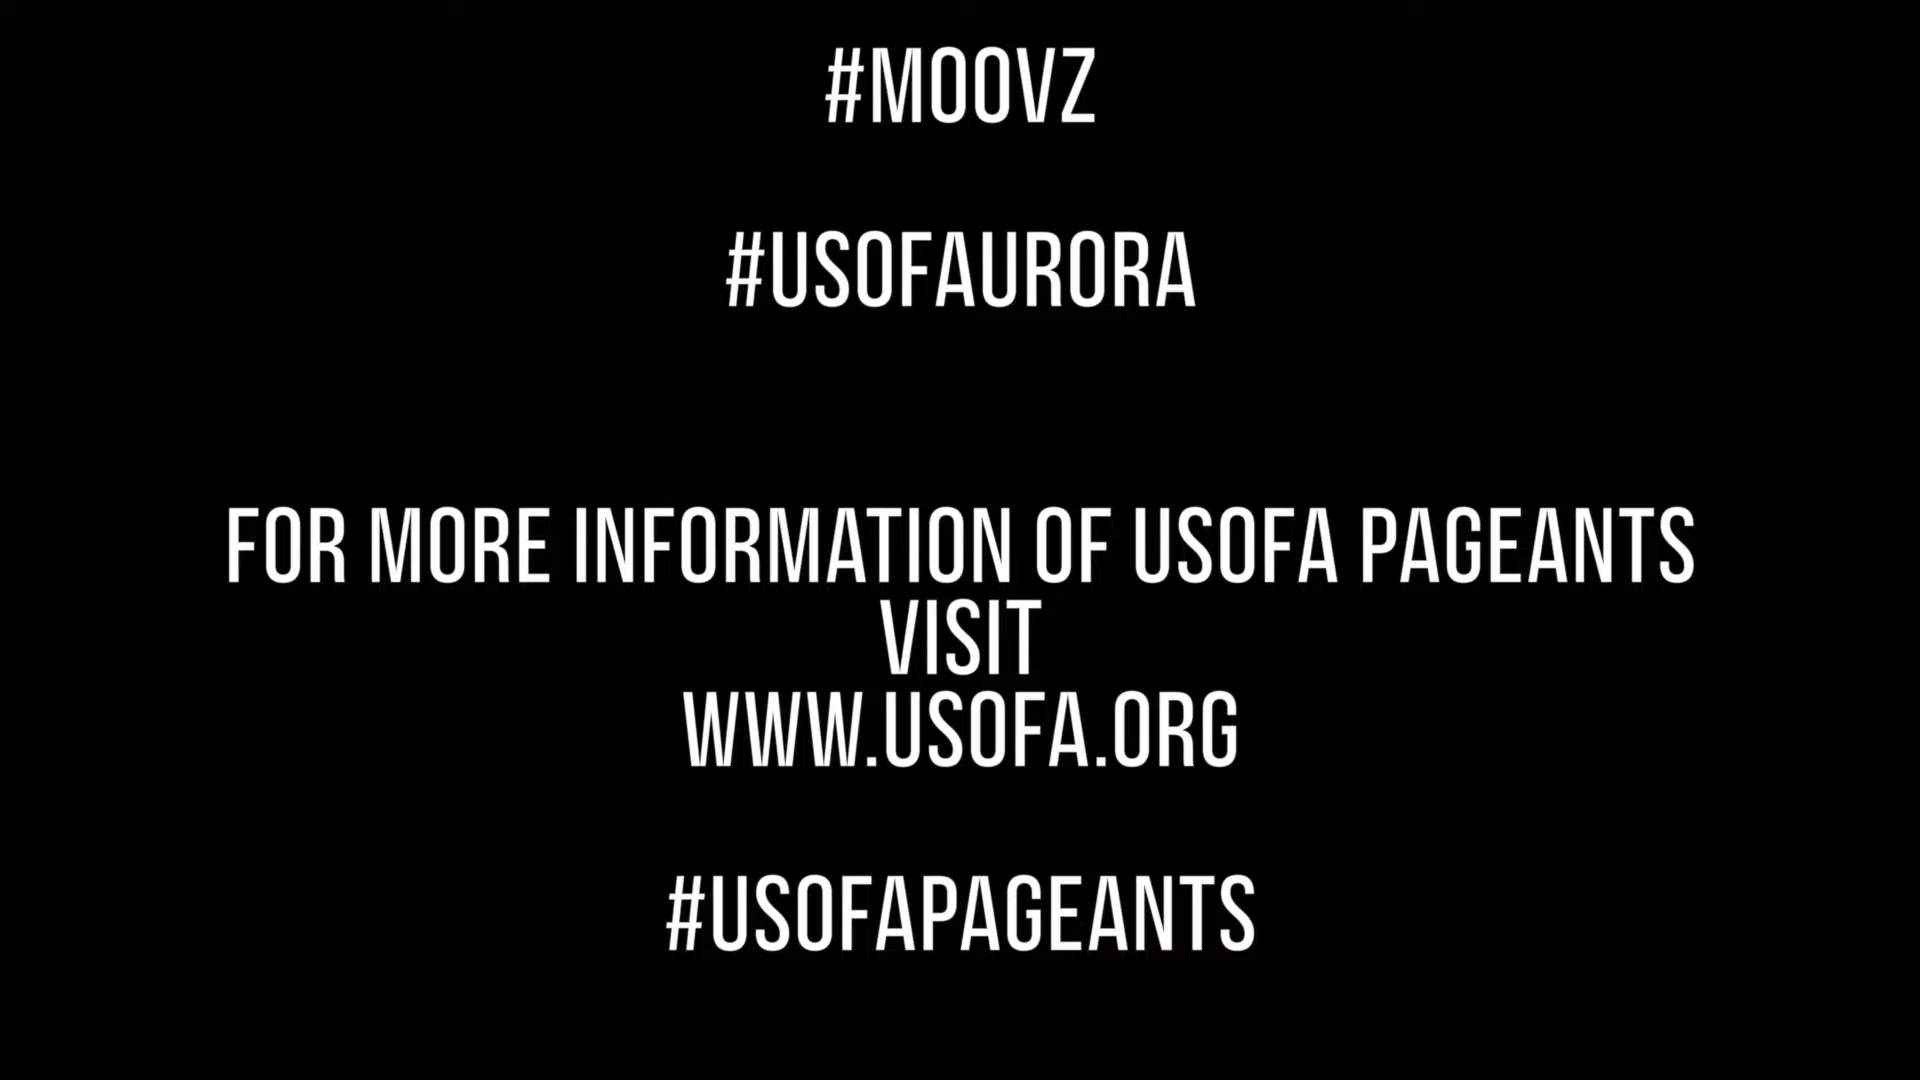 #MOOVZ
#USOFAURORA
FOR MORE INFORMATION OF USOFA PAGEANTS
VISIT
WWW.USOFA.ORG
#USOFAPAGEANTS